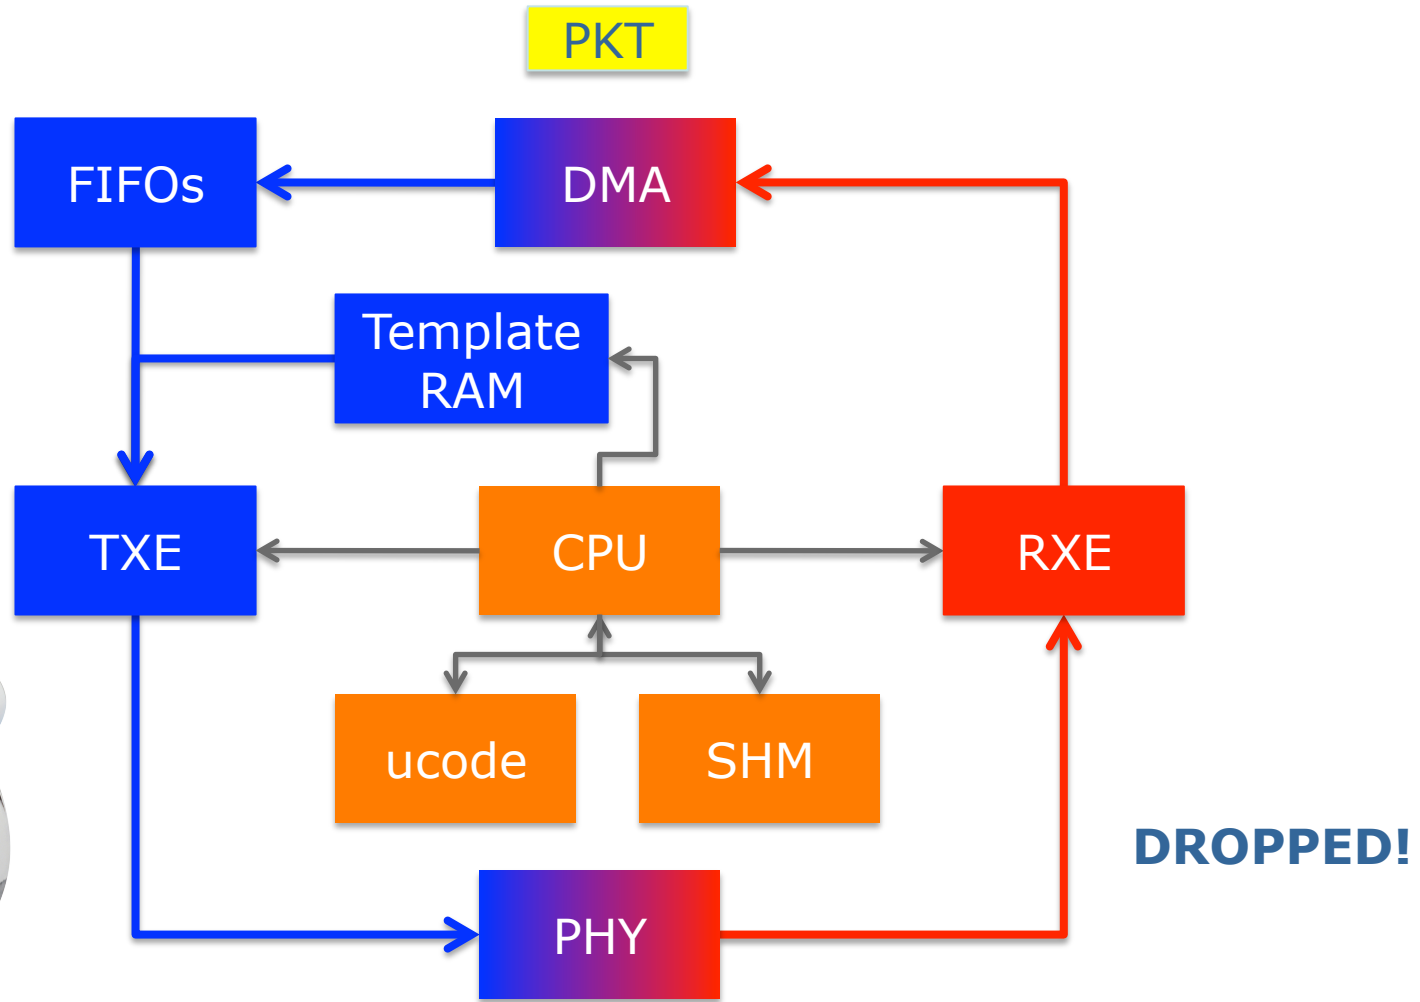 PKT
FIFOs
DMA
Template
RAM
TXE
CPU
RXE
ucode
SHM
DROPPED!
PHY